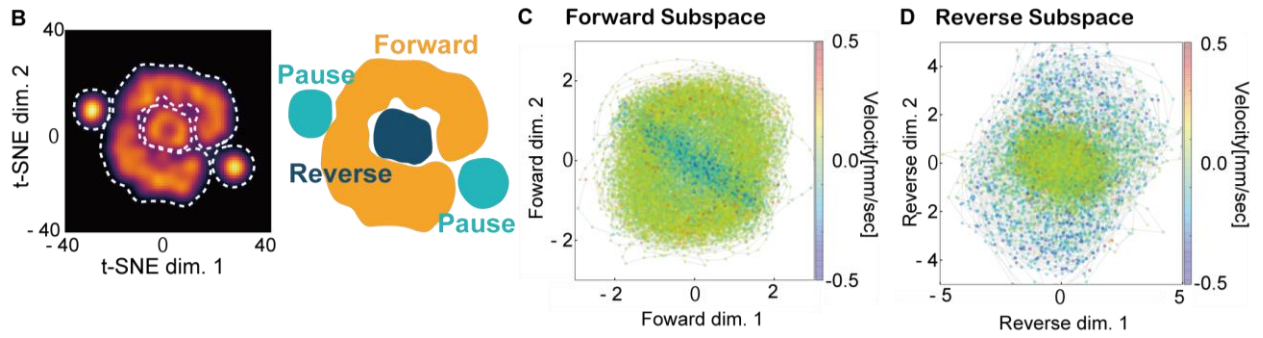 B
40
0
- 40
t-SNE dim. 2
- 40
0
40
t-SNE dim. 1
Forward
Pause
Reverse
Pause
C Forward Subspace
2
0
- 2
Foward dim. 2
- 2
0
2
Foward dim. 1
0.5
0.0
-0.5
Velocity[mm/sec]
D Reverse Subspace
4
2
0
2
- 4
Reverse dim. 2
- 5
0
5
Reverse dim. 1
0.5
0.0
-0.5
Velocity[mm/sec]